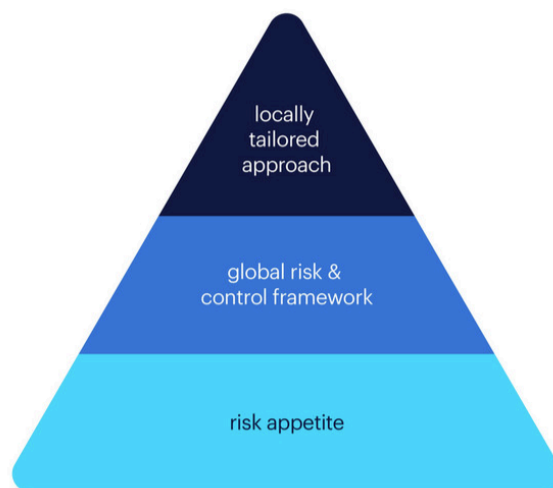 locally
tailored
approach
global risk &
control framework
risk appetite